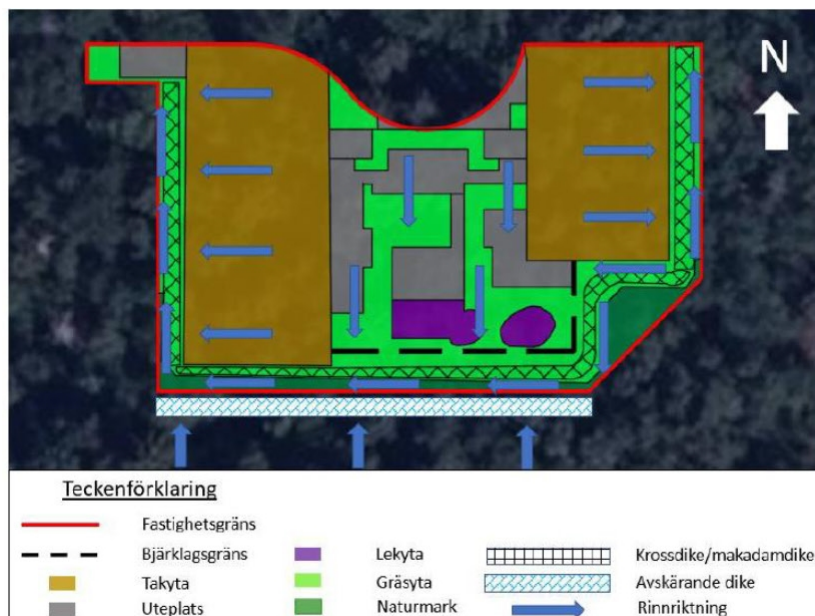 N
Teckenförklaring
Fastighetsgräns
Bjärklagsgräns Lekyta Krossdike/makadamdike
Takyta Gräsyta Avskärande dike
Uteplats Naturmark Rinnriktning